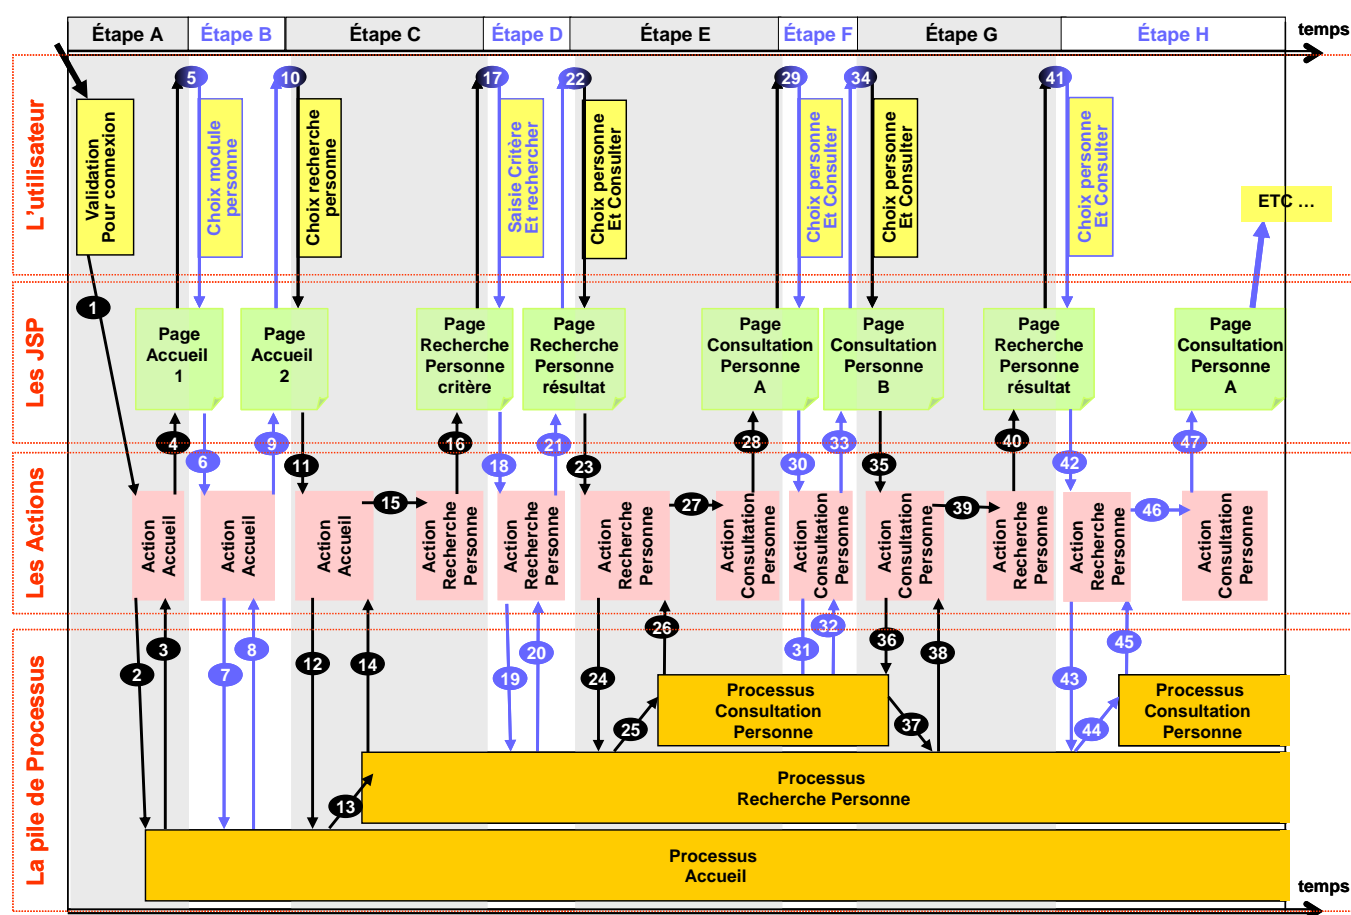 Étape A
Étape B
Étape C
Étape D
Étape E
Étape F
Étape G
Étape H
temps
L'utilisateur
5
10
17
22
29
34
41
Validation
Pour connexion
Choix module
personne
Choix recherche
personne
Saisie Critère
Et rechercher
Choix personne
Et Consulter
Choix personne
Et Consulter
Choix personne
Et Consulter
Choix personne
Et Consulter
ETC ...
Les JSP
1
Page
Accueil
1
Page
Accueil
2
Page
Recherche
Personne
critère
Page
Recherche
Personne
résultat
Page
Consultation
Personne
A
Page
Consultation
Personne
B
Page
Recherche
Personne
résultat
Page
Consultation
Personne
A
4
6
9
11
16
18
21
23
28
30
33
35
40
42
47
Les Actions
15
27
39
46
Action
Accueil
Action
Accueil
Action
Accueil
Action
Recherche
Personne
Action
Recherche
Personne
Action
Recherche
Personne
Action
Consultation
Personne
Action
Consultation
Personne
Action
Consultation
Personne
Action
Recherche
Personne
Action
Recherche
Personne
Action
Consultation
Personne
La pile de Processus
2
3
7
8
12
14
19
20
24
26
31
32
36
38
43
45
Processus
Consultation
Personne
Processus
Consultation
Personne
25
37
44
Processus
Recherche Personne
13
Processus
Accueil
temps